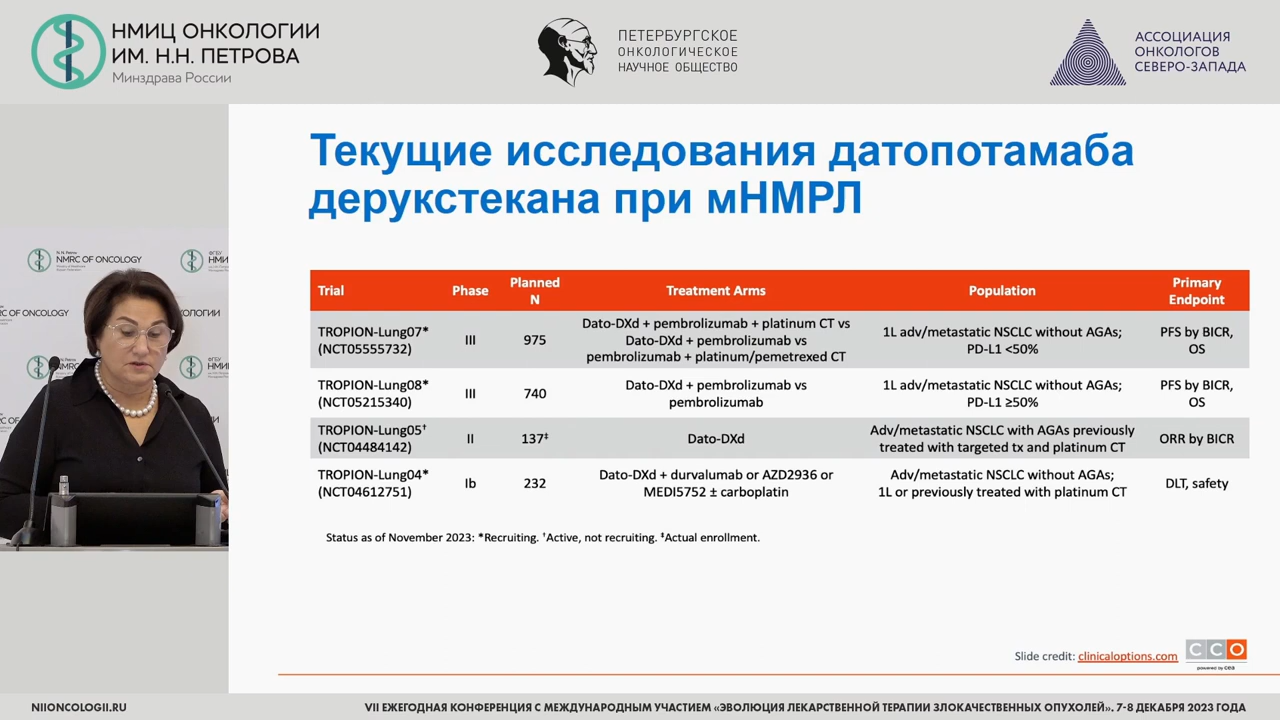 НМИЦ ОНКОЛОГИИ
ИМ. Н.Н. ПЕТРОВА
Минздрава России
ПЕТЕРБУРГСКОЕ
ОНКОЛОГИЧЕСКОЕ
НАУЧНОЕ ОБЩЕСТВО
АССОЦИАЦИЯ
ОНКОЛОГОВ
СЕВЕРО-ЗАПАДА
Текущие исследования датопотамаба
дерукстекана при мНМРЛ
NMRC OF ONCOLOGY
ФГБУ
НМИ
OF ONCOLOGY
ОЛОГИИ
Trial Phase Planned N Treatment Arms Population Primary Endpoint
TROPION-Lung07* (NCT05555732) III 975 Dato-DXd + pembrolizumab + platinum CT vs Dato-DXd + pembrolizumab vs pembrolizumab + platinum/pemetrexed CT 1L adv/metastatic NSCLC without AGAs; PD-L1 <50% PFS by BICR, OS
TROPION-Lung08* (NCT05215340) III 740 Dato-DXd + pembrolizumab vs pembrolizumab 1L adv/metastatic NSCLC without AGAs; PD-L1 ≥50% PFS by BICR, OS
TROPION-Lung05† (NCT04484142) II 137‡ Dato-DXd Adv/metastatic NSCLC with AGAs previously treated with targeted tx and platinum CT ORR by BICR
TROPION-Lung04* (NCT04612751) Ib 232 Dato-DXd + durvalumab or AZD2936 or MEDI5752 ± carboplatin Adv/metastatic NSCLC without AGAs; 1L or previously treated with platinum CT DLT, safety
Status as of November 2023: *Recruiting. †Active, not recruiting. ‡Actual enrollment.
Slide credit: clinicaloptions.com
CCO
powered by cea
NIIONCOLOGII.RU
VII ЕЖЕГОДНАЯ КОНФЕРЕНЦИЯ С МЕЖДУНАРОДНЫМ УЧАСТИЕМ «ЭВОЛЮЦИЯ ЛЕКАРСТВЕННОЙ ТЕРАПИИ ЗЛОКАЧЕСТВЕННЫХ ОПУХОЛЕЙ». 7-8 ДЕКАБРЯ 2023 ГОДА